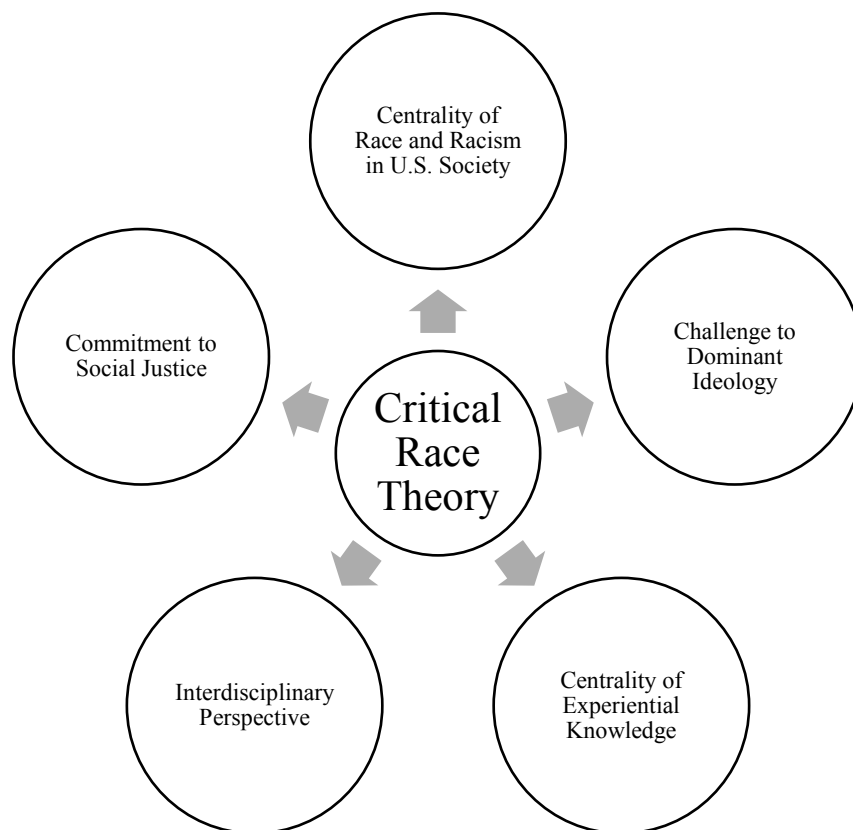 Centrality of
Race and Racism
in U.S. Society
Commitment to
Social Justice
Challenge to
Dominant
Ideology
Critical
Race
Theory
Interdisciplinary
Perspective
Centrality of
Experiential
Knowledge